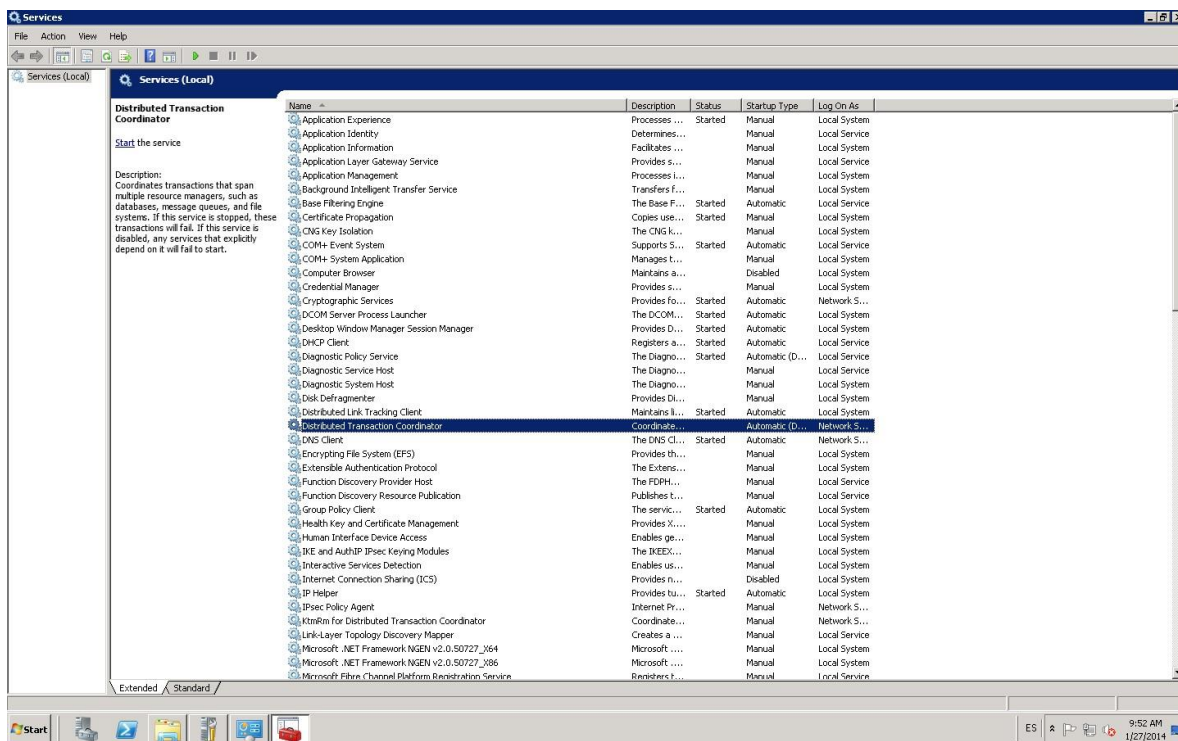 Services
File Action View Help
Services (Local)
Services (Local)
Distributed Transaction
Coordinator
Start the service
Description:
Coordinates transactions that span
multiple resource managers, such as
databases, message queues, and file
systems. If this service is stopped, these
transactions will fail. If this service is
disabled, any services that explicitly
depend on it will fail to start.
Name Description Status Startup Type Log On As
Application Experience Processes ... Started Manual Local System
Application Identity Determines... Manual Local Service
Application Information Facilitates ... Manual Local System
Application Layer Gateway Service Provides s... Manual Local Service
Application Management Processes i... Manual Local System
Background Intelligent Transfer Service Transfers f... Manual Local System
Base Filtering Engine The Base F... Started Automatic Local Service
Certificate Propagation Copies use... Started Manual Local System
CNG Key Isolation The CNG k... Manual Local System
COM+ Event System Supports S... Started Automatic Local Service
COM+ System Application Manages t... Manual Local System
Computer Browser Maintains a... Disabled Local System
Credential Manager Provides s... Manual Local System
Cryptographic Services Provides fo... Started Automatic Network S...
DCOM Server Process Launcher The DCOM... Started Automatic Local System
Desktop Window Manager Session Manager Provides D... Started Automatic Local System
DHCP Client Registers a... Started Automatic Local Service
Diagnostic Policy Service The Diagno... Started Automatic (D... Local Service
Diagnostic Service Host The Diagno... Manual Local Service
Diagnostic System Host The Diagno... Manual Local System
Disk Defragmenter Provides Di... Manual Local System
Distributed Link Tracking Client Maintains li... Started Automatic Local System
Distributed Transaction Coordinator Coordinate... Automatic (D... Network S...
DNS Client The DNS Cl... Started Automatic Network S...
Encrypting File System (EFS) Provides th... Manual Local System
Extensible Authentication Protocol The Extens... Manual Local System
Function Discovery Provider Host The FDPH... Manual Local Service
Function Discovery Resource Publication Publishes t... Manual Local Service
Group Policy Client The servic... Started Automatic Local System
Health Key and Certificate Management Provides X.... Manual Local System
Human Interface Device Access Enables ge... Manual Local System
IKE and AuthIP IPsec Keying Modules The IKEEX... Manual Local System
Interactive Services Detection Enables us... Manual Local System
Internet Connection Sharing (ICS) Provides n... Disabled Local System
IP Helper Provides tu... Started Automatic Local System
IPsec Policy Agent Internet Pr... Manual Network S...
KtmRm for Distributed Transaction Coordinator Coordinate... Manual Network S...
Link-Layer Topology Discovery Mapper Creates a ... Manual Local Service
Microsoft .NET Framework NGEN v2.0.50727_X64 Microsoft .... Manual Local System
Microsoft .NET Framework NGEN v2.0.50727_X86 Microsoft .... Manual Local System
Microsoft Fibre Channel Platform Registration Service Registers t... Manual Local Service
Extended Standard
Start ES 9:52 AM
1/27/2014